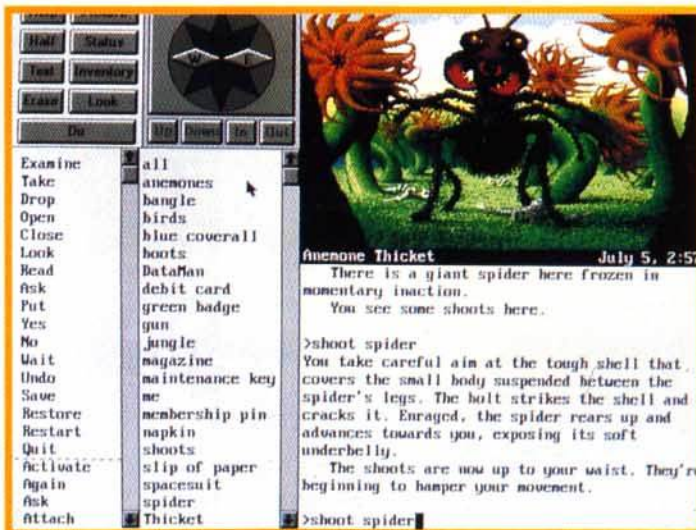 Half Status
Text Inventory
Erase Look
Do
W E
Up Down In Out
Examine
Take
Drop
Open
Close
Look
Read
Ask
Put
Yes
No
Wait
Undo
Save
Restore
Restart
Quit
Activate
Again
Ask
Attach
all
anemones
bangle
birds
blue coverall
boots
DataMan
debit card
green badge
gun
jungle
magazine
maintenance key
me
membership pin
napkin
shoots
slip of paper
spacesuit
spider
Thicket
Anemone Thicket July 5, 2:57
There is a giant spider here frozen in
momentary inaction.
You see some shoots here.
>shoot spider
You take careful aim at the tough shell that
covers the small body suspended between the
spider's legs. The bolt strikes the shell and
cracks it. Enraged, the spider rears up and
advances towards you, exposing its soft
underbelly.
The shoots are now up to your waist. They're
beginning to hamper your movement.
>shoot spider